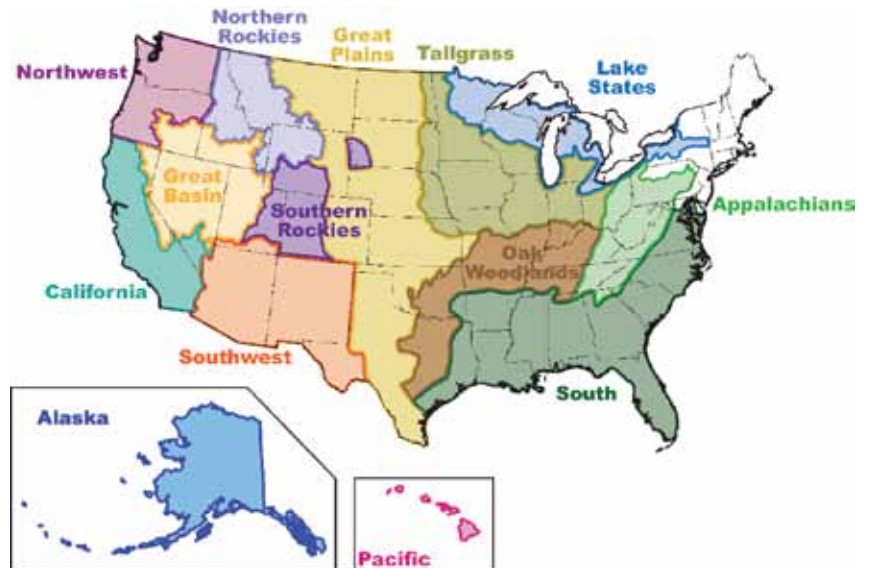 Northern
Rockies
Great
Plains
Tallgrass
Northwest
Lake
States
Great
Basin
Southern
Rockies
Appalachians
Oak
Woodlands
California
Southwest
South
Alaska
Pacific